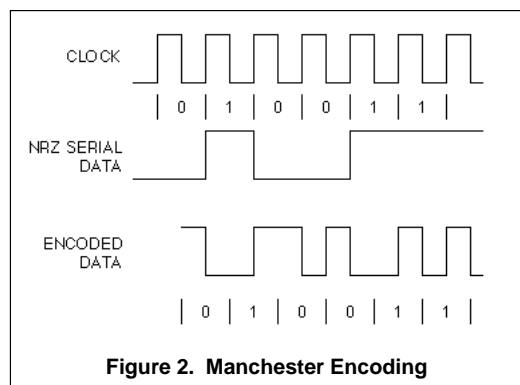 CLOCK
| 0 | 1 | 0 | 0 | 1 | 1 |
NRZ SERIAL
DATA
ENCODED
DATA
| 0 | 1 | 0 | 0 | 1 | 1 |
Figure 2. Manchester Encoding